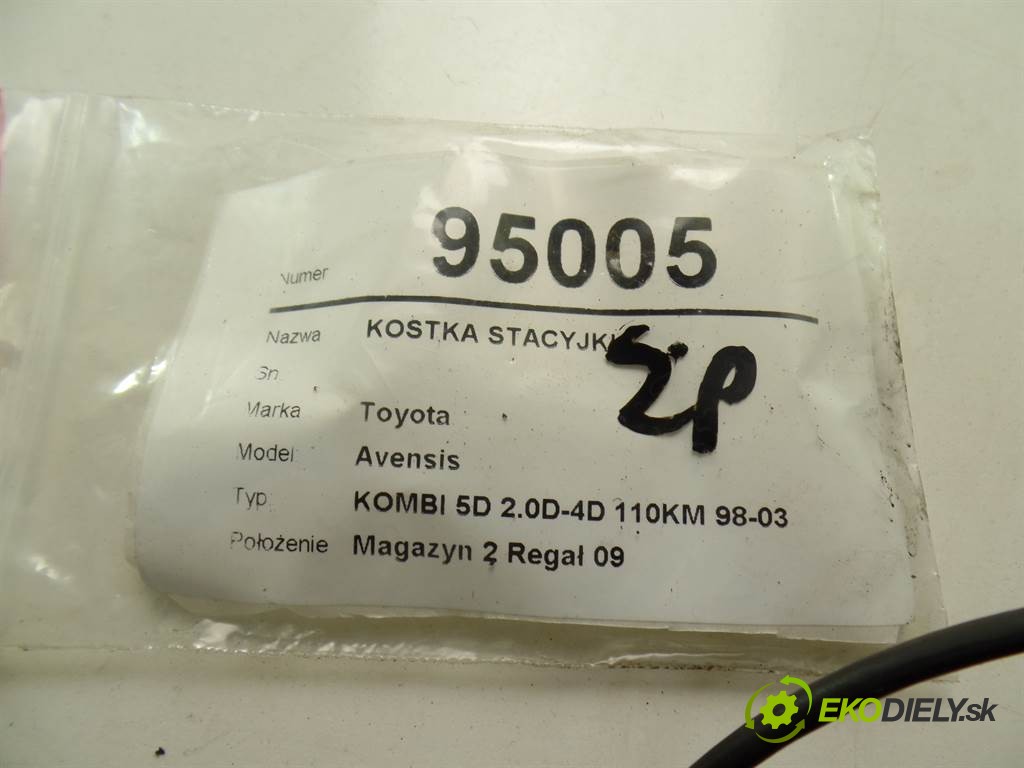 Numer 95005
Nazwa KOSTKA STACYJKI
Sn.
Marka Toyota
Model Avensis
Typ KOMBI 5D 2.0D-4D 110KM 98-03
Położenie Magazyn 2 Regał 09
EKODIELY.sk